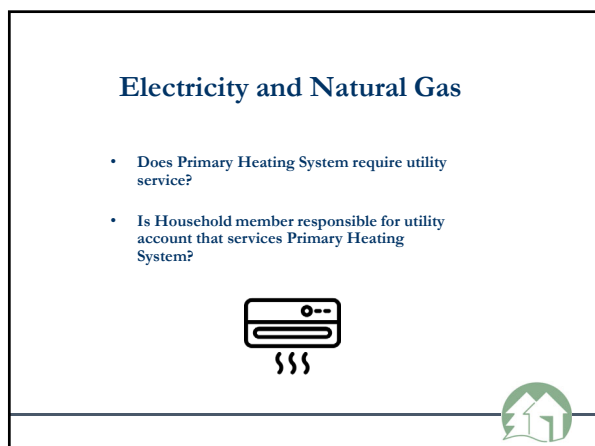 Electricity and Natural Gas
• Does Primary Heating System require utility
service?
• Is Household member responsible for utility
account that services Primary Heating
System?